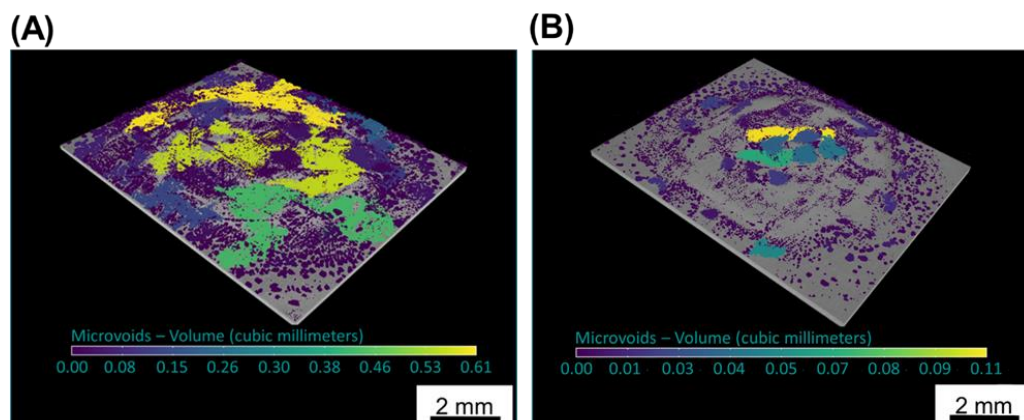 (A)
Microvoids – Volume (cubic millimeters)
0.00 0.08 0.15 0.26 0.30 0.38 0.46 0.53 0.61
2 mm
(B)
Microvoids – Volume (cubic millimeters)
0.00 0.01 0.03 0.04 0.05 0.07 0.08 0.09 0.11
2 mm